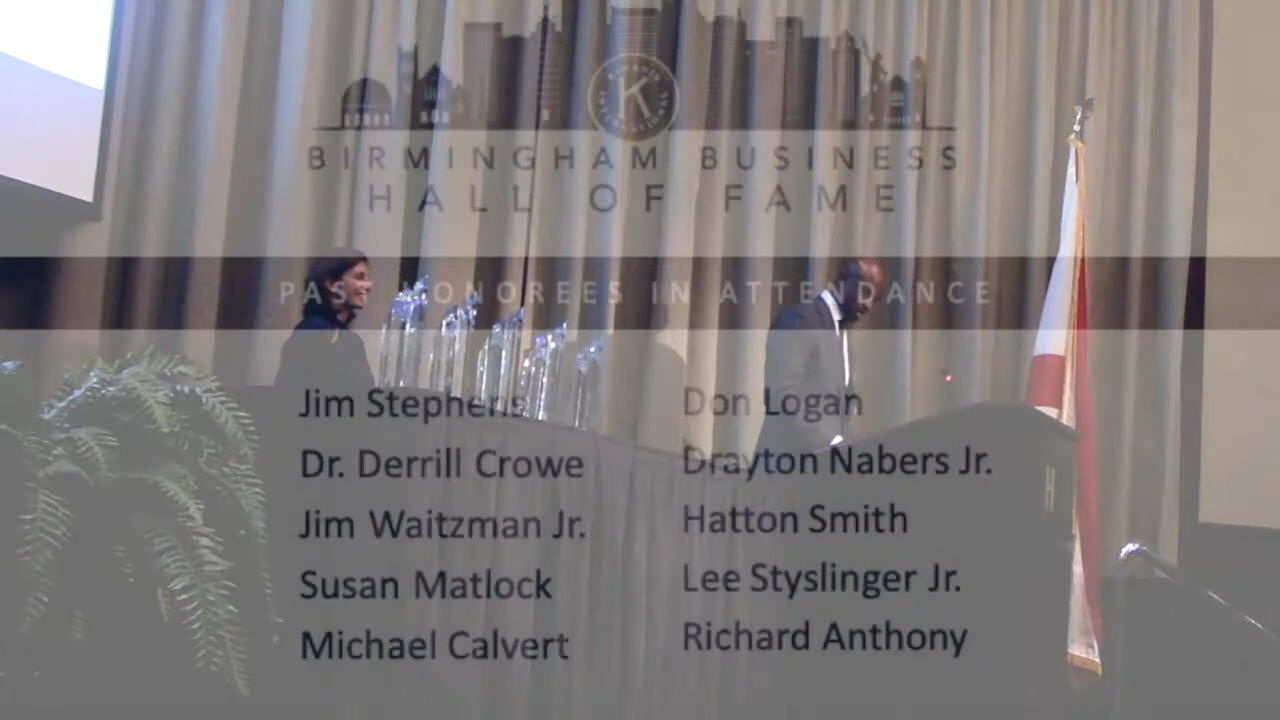 K
BIRMINGHAM BUSINESS
HALL OF FAME
PAST HONOREES IN ATTENDANCE
Jim Stephens
Dr. Derrill Crowe
Jim Waitzman Jr.
Susan Matlock
Michael Calvert
Don Logan
Drayton Nabers Jr.
Hatton Smith
Lee Styslinger Jr.
Richard Anthony
H